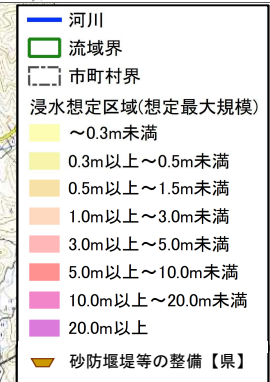 河川
流域界
市町村界
浸水想定区域(想定最大規模)
～0.3m未満
0.3m以上～0.5m未満
0.5m以上～1.5m未満
1.0m以上～3.0m未満
3.0m以上～5.0m未満
5.0m以上～10.0m未満
10.0m以上～20.0m未満
20.0m以上
砂防堰堤等の整備【県】